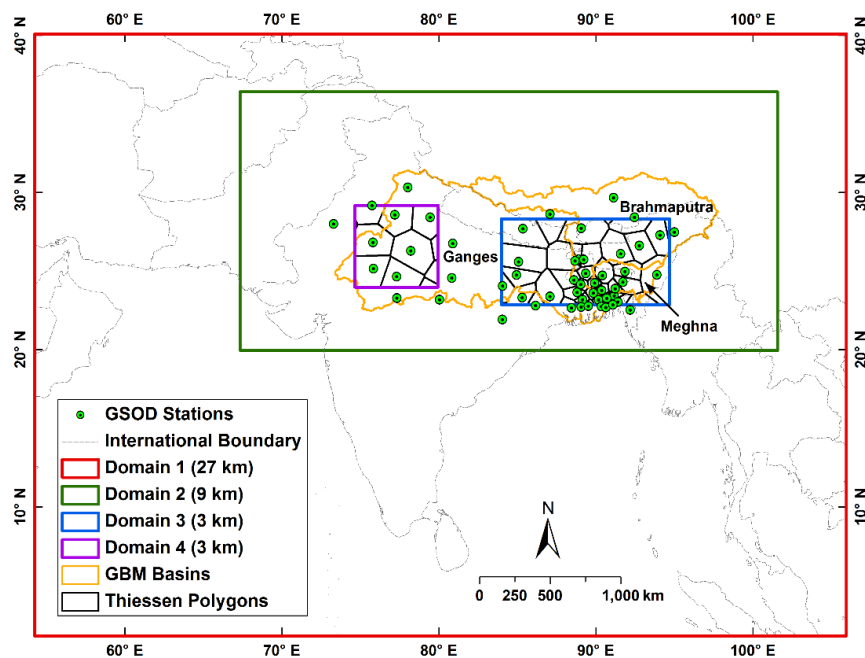 60° E 70° E 80° E 90° E 100° E
40° N 40° N
30° N 30° N
Brahmaputra
Ganges
Meghna
20° N 20° N
GSOD Stations
International Boundary
Domain 1 (27 km)
Domain 2 (9 km)
Domain 3 (3 km)
Domain 4 (3 km)
GBM Basins
Thiessen Polygons
10° N 10° N
N
0 250 500 1,000 km
60° E 70° E 80° E 90° E 100° E